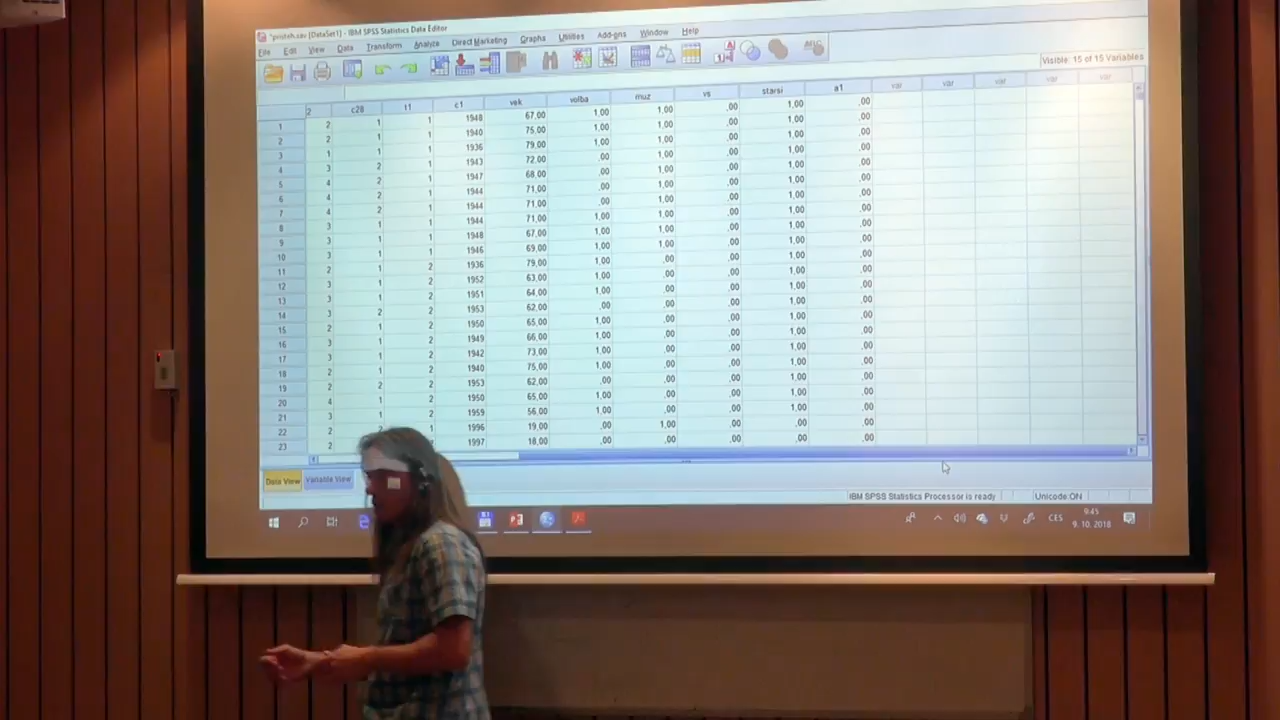 *pristah.sav [DataSet1] - IBM SPSS Statistics Data Editor
File Edit View Data Transform Analyze Direct Marketing Graphs Utilities Add-ons Window Help
Visible: 15 of 15 Variables
2 c28 t1 c1 vek volba muz vs starsi a1 var var var var var
1 2 1 1 1948 67,00 1,00 1,00 ,00 1,00 ,00
2 2 1 1 1940 75,00 1,00 1,00 ,00 1,00 ,00
3 1 1 1 1936 79,00 1,00 1,00 ,00 1,00 ,00
4 3 2 1 1943 72,00 ,00 1,00 ,00 1,00 ,00
5 4 2 1 1947 68,00 ,00 1,00 ,00 1,00 ,00
6 4 2 1 1944 71,00 ,00 1,00 ,00 1,00 ,00
7 4 2 1 1944 71,00 ,00 1,00 ,00 1,00 ,00
8 3 1 1 1944 71,00 1,00 1,00 ,00 1,00 ,00
9 3 1 1 1948 67,00 1,00 1,00 ,00 1,00 ,00
10 3 1 1 1946 69,00 1,00 1,00 ,00 1,00 ,00
11 2 1 2 1936 79,00 1,00 ,00 ,00 1,00 ,00
12 3 1 2 1952 63,00 1,00 ,00 ,00 1,00 ,00
13 3 1 2 1951 64,00 1,00 ,00 ,00 1,00 ,00
14 3 2 2 1953 62,00 ,00 ,00 ,00 1,00 ,00
15 2 1 2 1950 65,00 1,00 ,00 ,00 1,00 ,00
16 3 1 2 1949 66,00 1,00 ,00 ,00 1,00 ,00
17 3 1 2 1942 73,00 1,00 ,00 ,00 1,00 ,00
18 2 1 2 1940 75,00 1,00 ,00 ,00 1,00 ,00
19 2 2 2 1953 62,00 ,00 ,00 ,00 1,00 ,00
20 4 1 2 1950 65,00 1,00 ,00 ,00 1,00 ,00
21 3 1 2 1959 56,00 1,00 ,00 ,00 1,00 ,00
22 2 1 1996 19,00 ,00 1,00 ,00 ,00 ,00
23 2 1997 18,00 ,00 ,00 ,00 ,00 ,00
Data View Variable View
IBM SPSS Statistics Processor is ready Unicode:ON
CES 9:45
9. 10. 2018